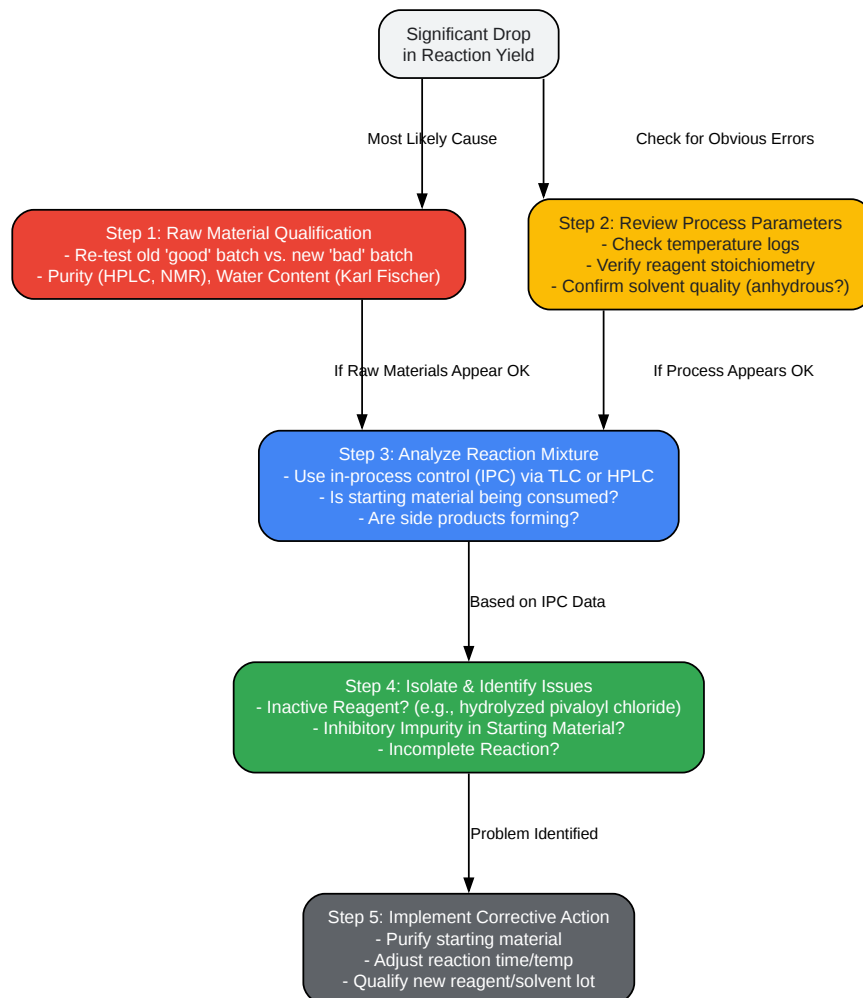 Significant Drop
in Reaction Yield
Most Likely Cause
Check for Obvious Errors
Step 1: Raw Material Qualification
- Re-test old 'good' batch vs. new 'bad' batch
- Purity (HPLC, NMR), Water Content (Karl Fischer)
Step 2: Review Process Parameters
- Check temperature logs
- Verify reagent stoichiometry
- Confirm solvent quality (anhydrous?)
If Raw Materials Appear OK
If Process Appears OK
Step 3: Analyze Reaction Mixture
- Use in-process control (IPC) via TLC or HPLC
- Is starting material being consumed?
- Are side products forming?
Based on IPC Data
Step 4: Isolate & Identify Issues
- Inactive Reagent? (e.g., hydrolyzed pivaloyl chloride)
- Inhibitory Impurity in Starting Material?
- Incomplete Reaction?
Problem Identified
Step 5: Implement Corrective Action
- Purify starting material
- Adjust reaction time/temp
- Qualify new reagent/solvent lot